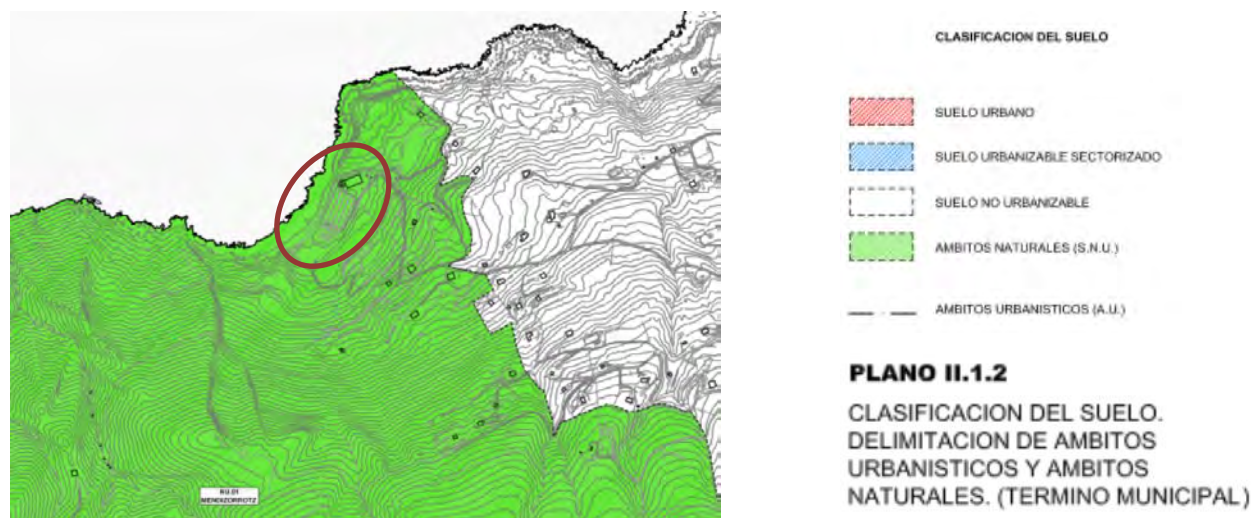 CLASIFICACION DEL SUELO
SUELO URBANO
SUELO URBANIZABLE SECTORIZADO
SUELO NO URBANIZABLE
AMBITOS NATURALES (S.N.U.)
AMBITOS URBANISTICOS (A.U.)
PLANO II.1.2
CLASIFICACION DEL SUELO.
DELIMITACION DE AMBITOS
URBANISTICOS Y AMBITOS
NATURALES. (TERMINO MUNICIPAL)
MENDIZORROTZ